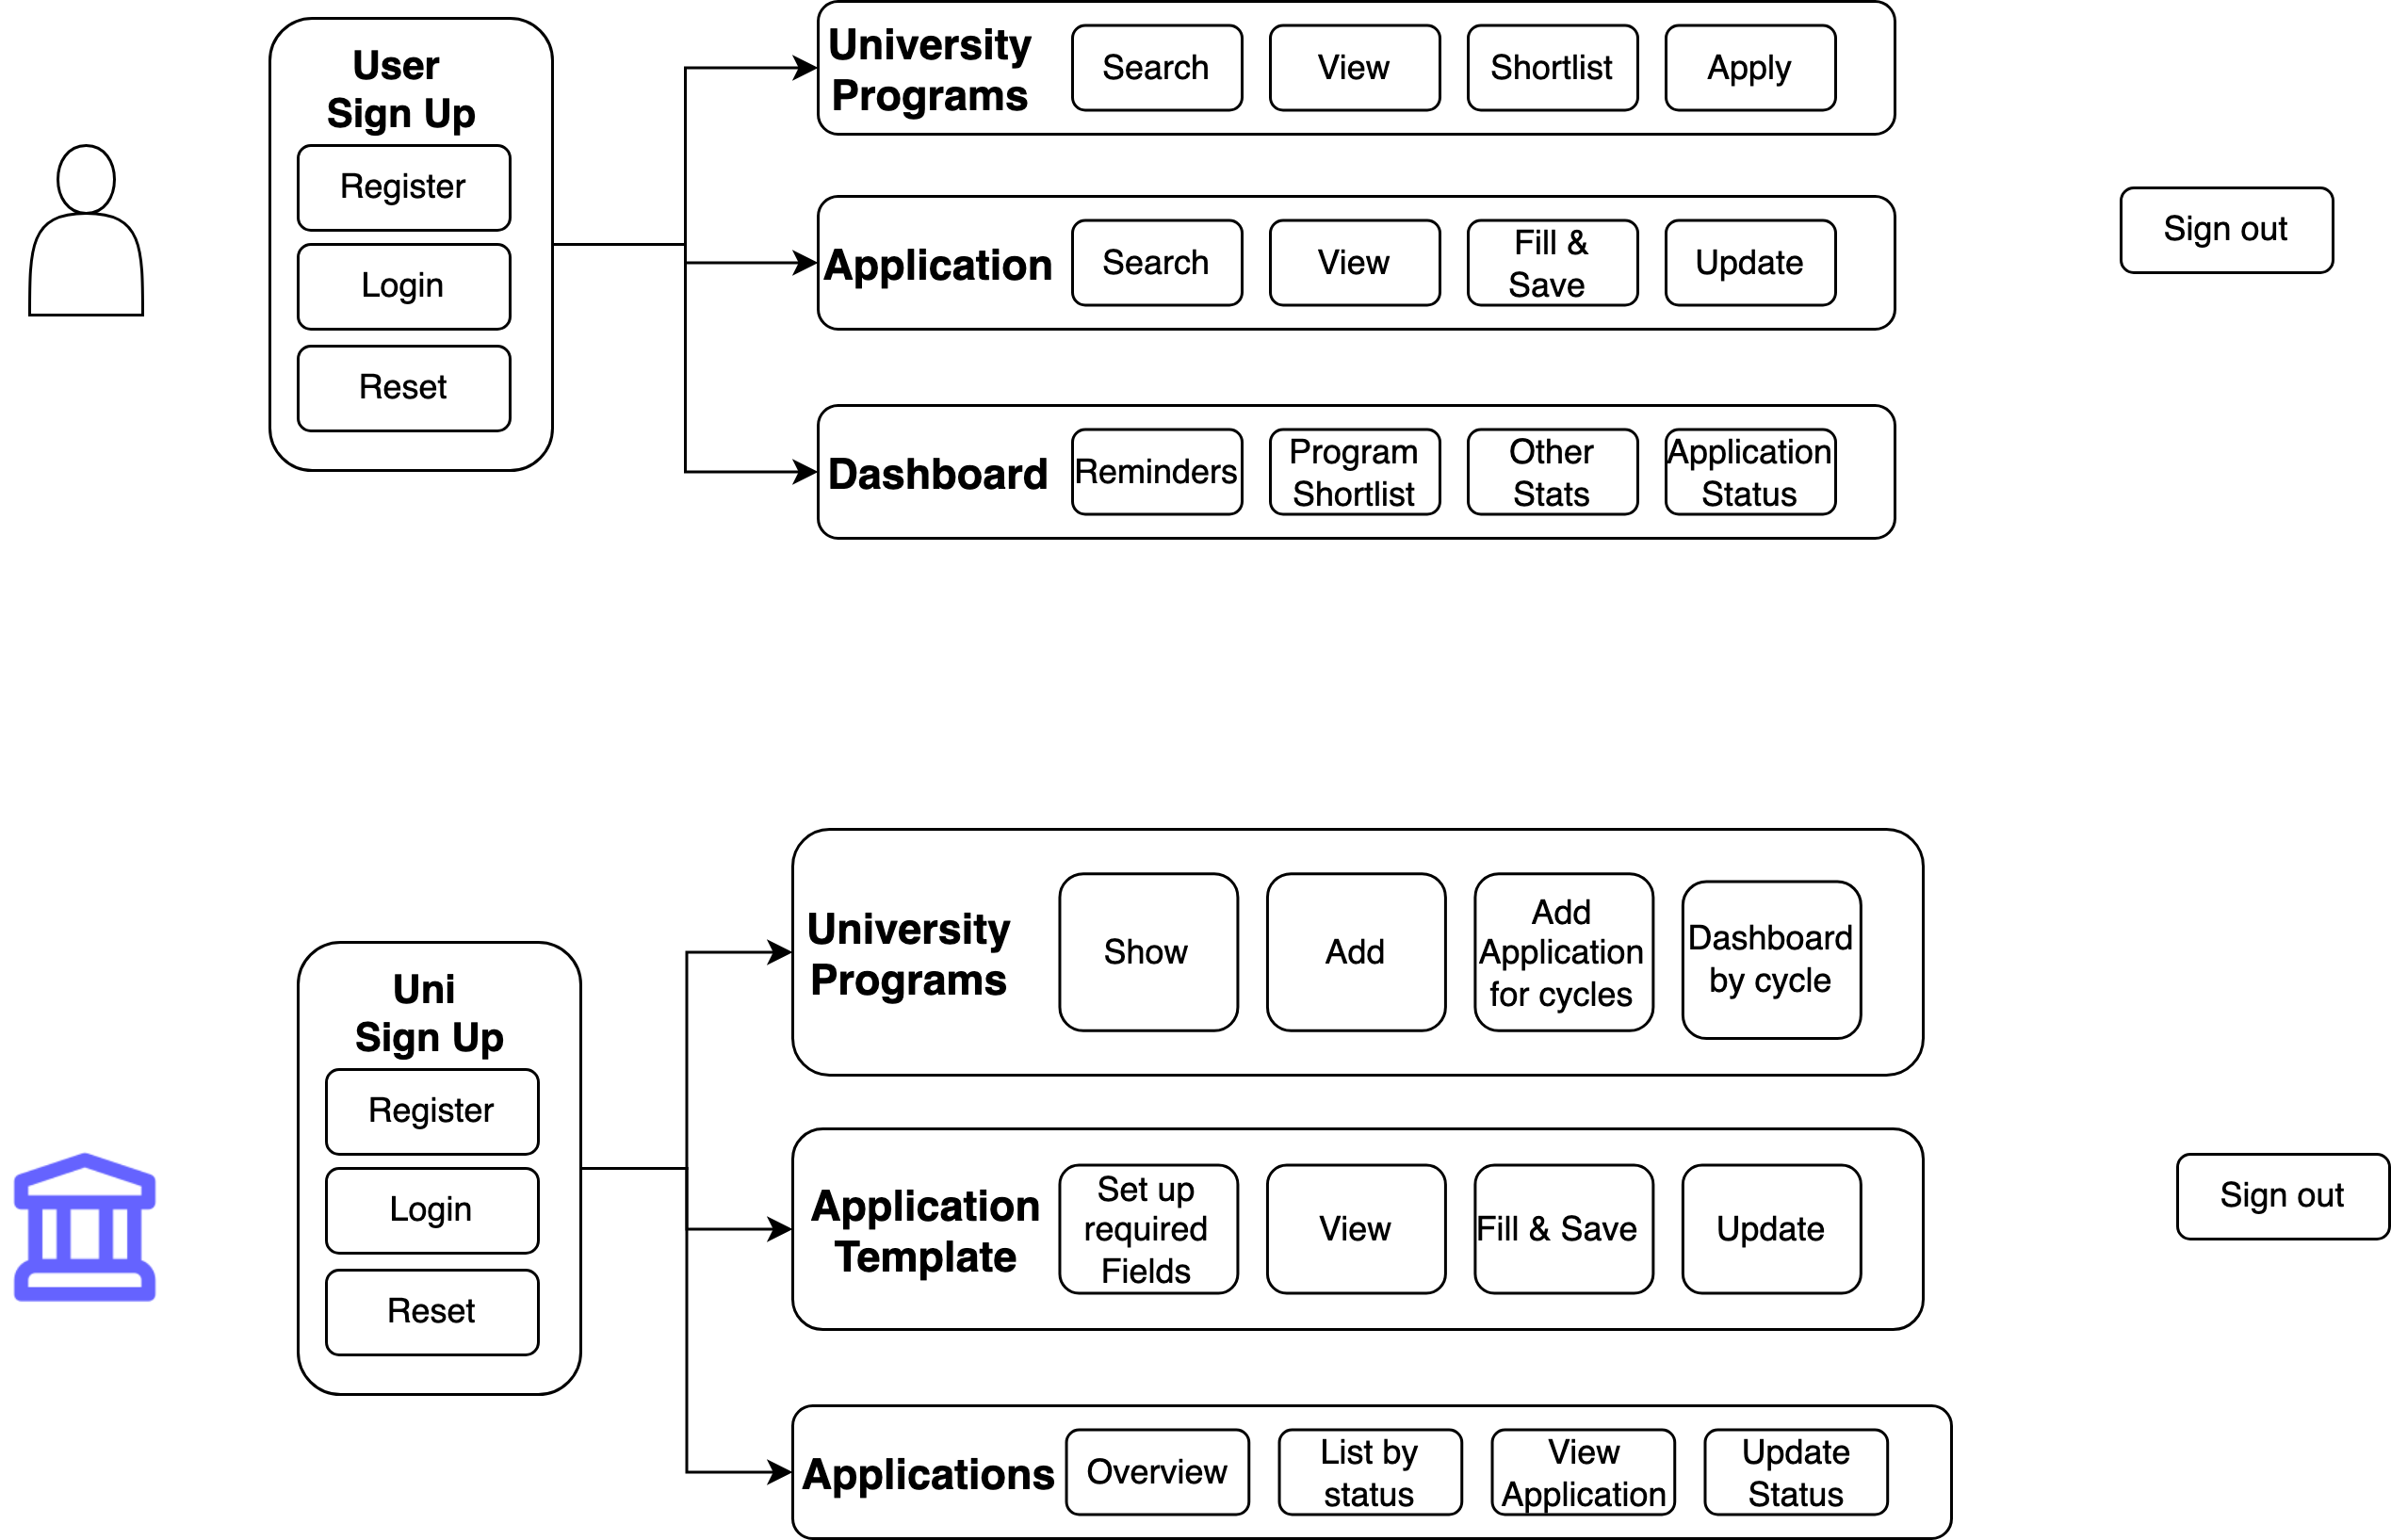 User
Sign Up
Register
Login
Reset
University
Programs
Search
View
Shortlist
Apply
Application
Search
View
Fill &
Save
Update
Dashboard
Reminders
Program
Shortlist
Other
Stats
Application
Status
Sign out
Uni
Sign Up
Register
Login
Reset
University
Programs
Show
Add
Add
Application
for cycles
Dashboard
by cycle
Application
Template
Set up
required
Fields
View
Fill & Save
Update
Applications
Overview
List by
status
View
Application
Update
Status
Sign out